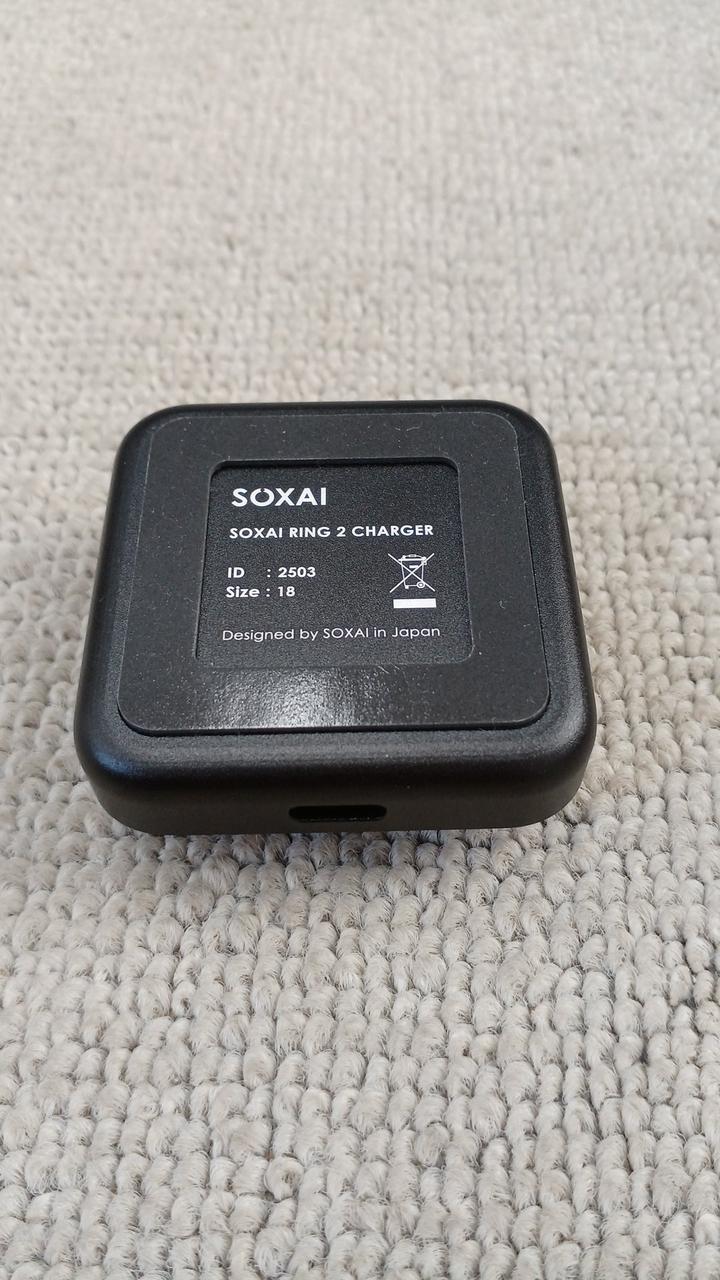 SOXAI
SOXAI RING 2 CHARGER
ID : 2503
Size : 18
Designed by SOXAI in Japan